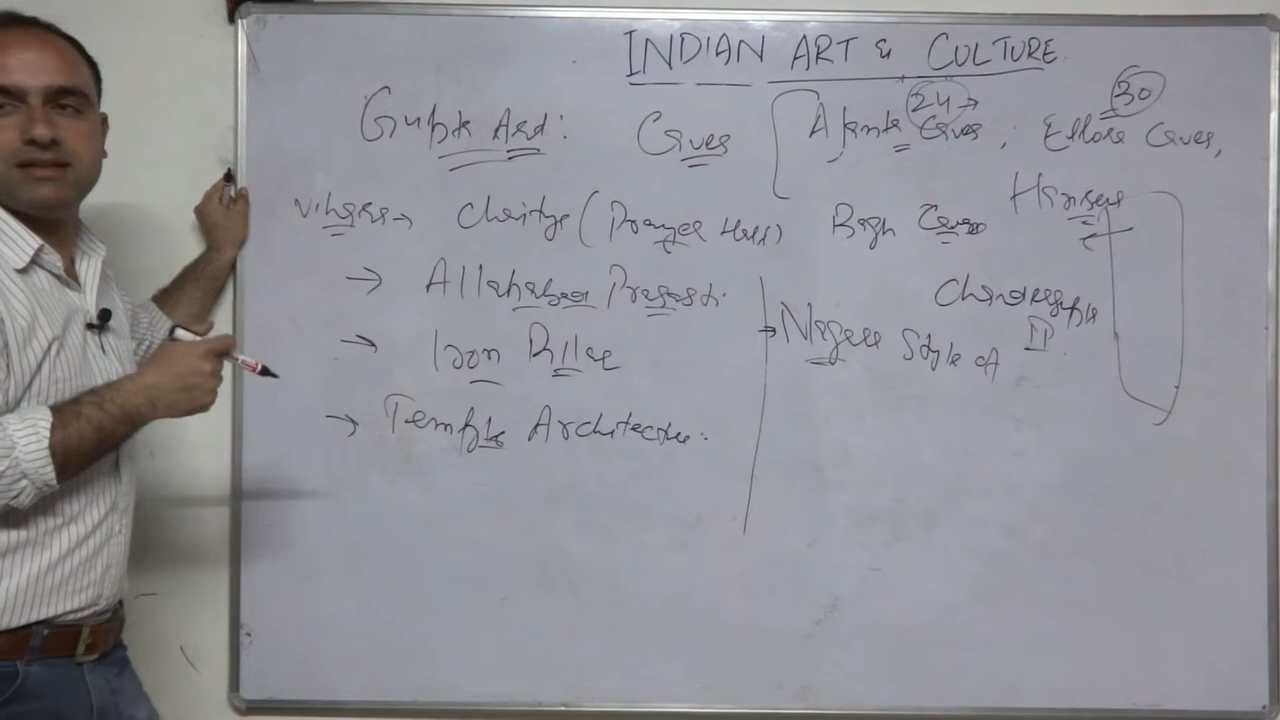 INDIAN ART & CULTURE
Gupta Art: Caves Ajanta Caves 24 → , Ellora Caves, 30
Viharas → Chaitya (Prayer Hall) Bagh Caves
→ Allahabad Prasasti. Chandragupta II
→ Iron Pillar → Nagara Style of
→ Temple Architecture.